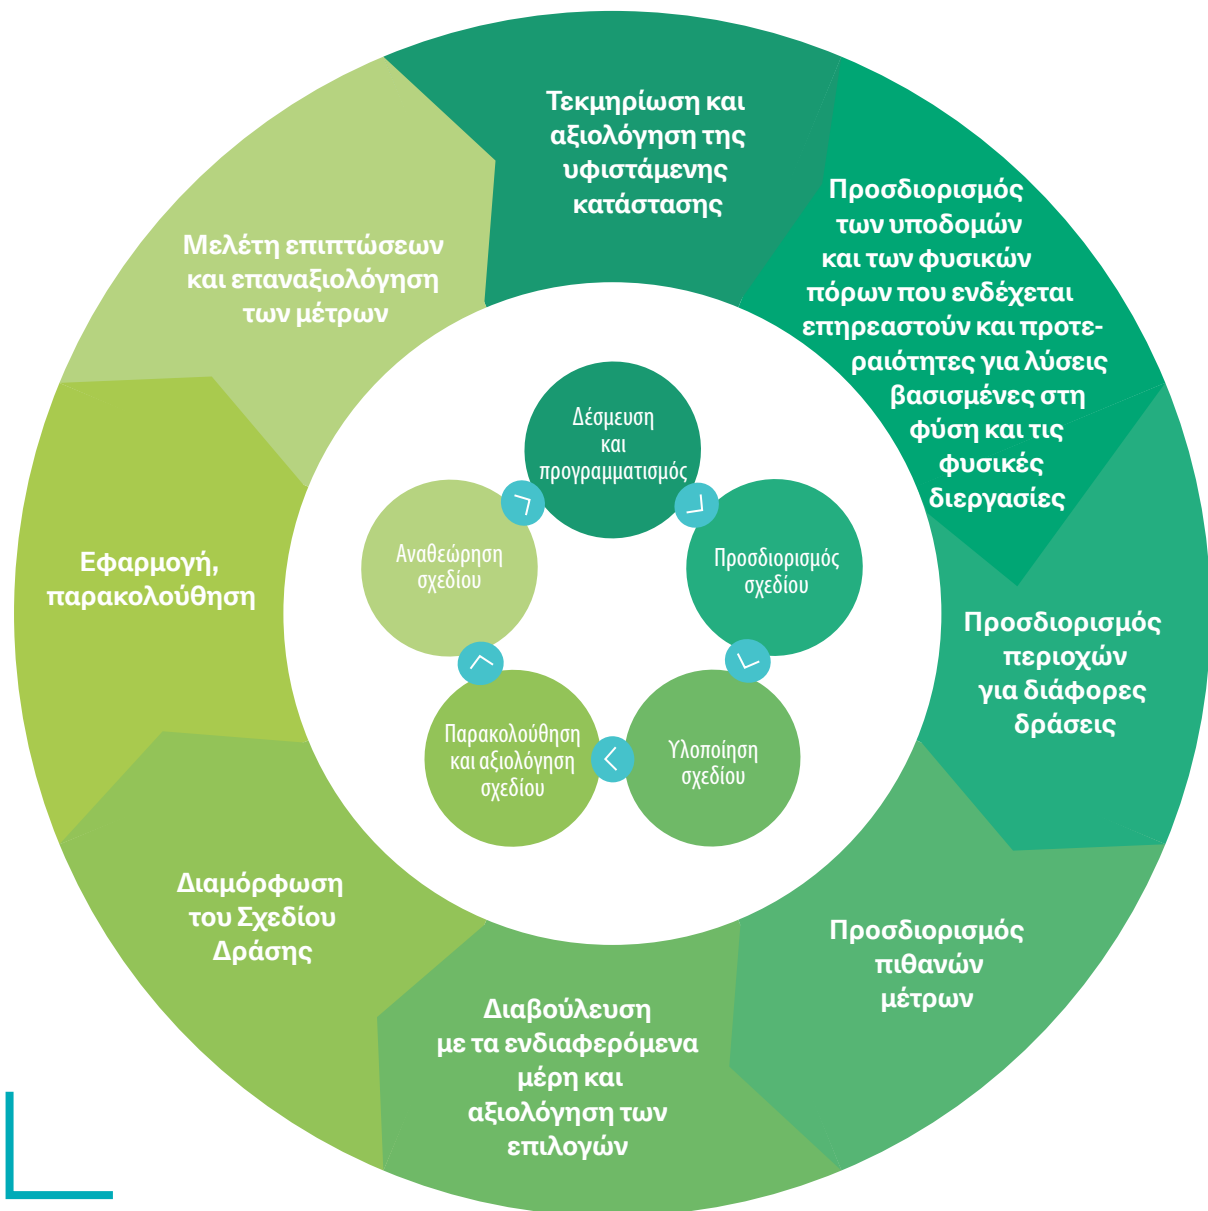 Τεκμηρίωση και
αξιολόγηση της
υφιστάμενης
κατάστασης
Προσδιορισμός
των υποδομών
και των φυσικών
πόρων που ενδέχεται
επηρεαστούν και προτε-
ραιότητες για λύσεις
βασισμένες στη
φύση και τις
φυσικές
διεργασίες
Προσδιορισμός
περιοχών
για διάφορες
δράσεις
Προσδιορισμός
πιθανών
μέτρων
Διαβούλευση
με τα ενδιαφερόμενα
μέρη και
αξιολόγηση των
επιλογών
Διαμόρφωση
του Σχεδίου
Δράσης
Εφαρμογή,
παρακολούθηση
Μελέτη επιπτώσεων
και επαναξιολόγηση
των μέτρων
Δέσμευση
και
προγραμματισμός
Προσδιορισμός
σχεδίου
Υλοποίηση
σχεδίου
Παρακολούθηση
και αξιολόγηση
σχεδίου
Αναθεώρηση
σχεδίου